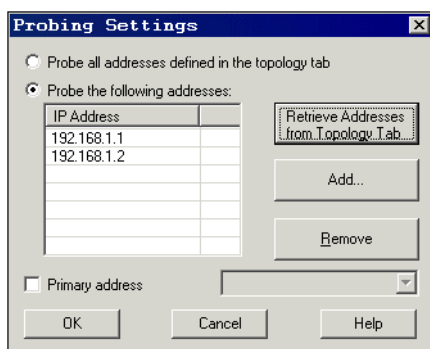 Probing Settings
Probe all addresses defined in the topology tab
Probe the following addresses:
IP Address
192.168.1.1
192.168.1.2
Retrieve Addresses
from Topology Tab
Add...
Remove
Primary address
OK
Cancel
Help